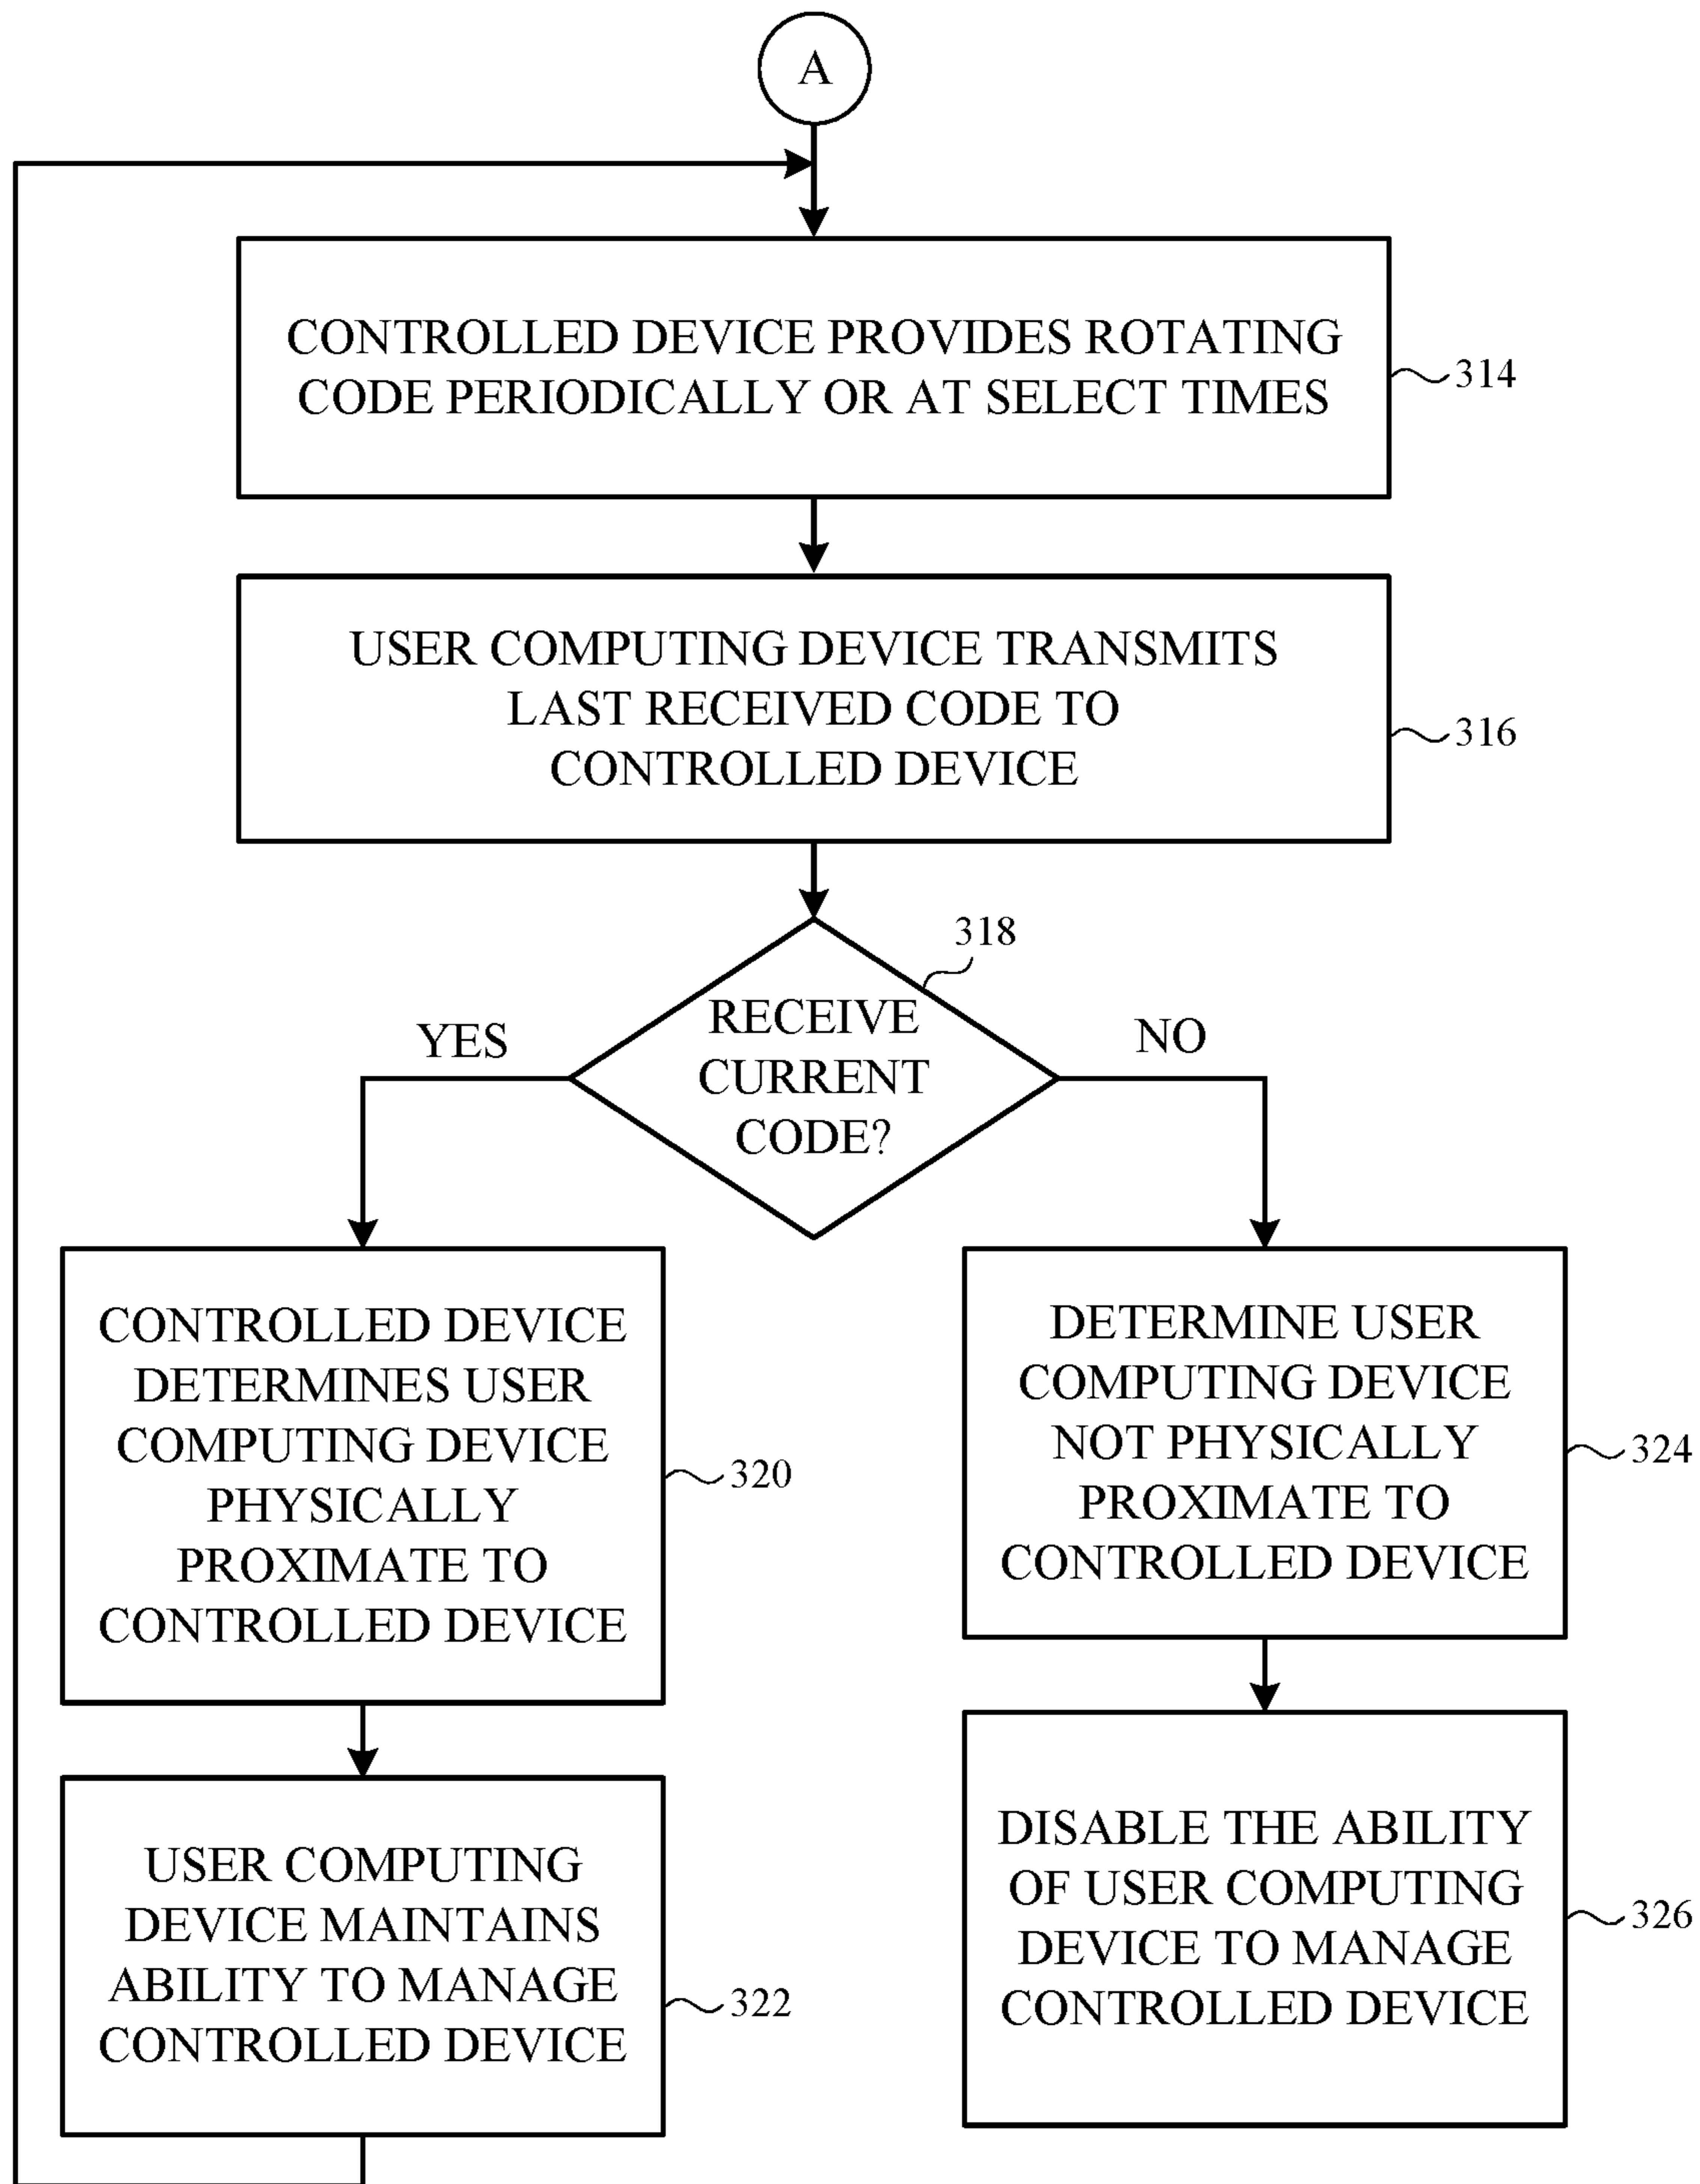 A
CONTROLLED DEVICE PROVIDES ROTATING
CODE PERIODICALLY OR AT SELECT TIMES
314
USER COMPUTING DEVICE TRANSMITS
LAST RECEIVED CODE TO
CONTROLLED DEVICE
316
318
RECEIVE
CURRENT
CODE?
YES
NO
CONTROLLED DEVICE
DETERMINES USER
COMPUTING DEVICE
PHYSICALLY
PROXIMATE TO
CONTROLLED DEVICE
320
DETERMINE USER
COMPUTING DEVICE
NOT PHYSICALLY
PROXIMATE TO
CONTROLLED DEVICE
324
USER COMPUTING
DEVICE MAINTAINS
ABILITY TO MANAGE
CONTROLLED DEVICE
322
DISABLE THE ABILITY
OF USER COMPUTING
DEVICE TO MANAGE
CONTROLLED DEVICE
326